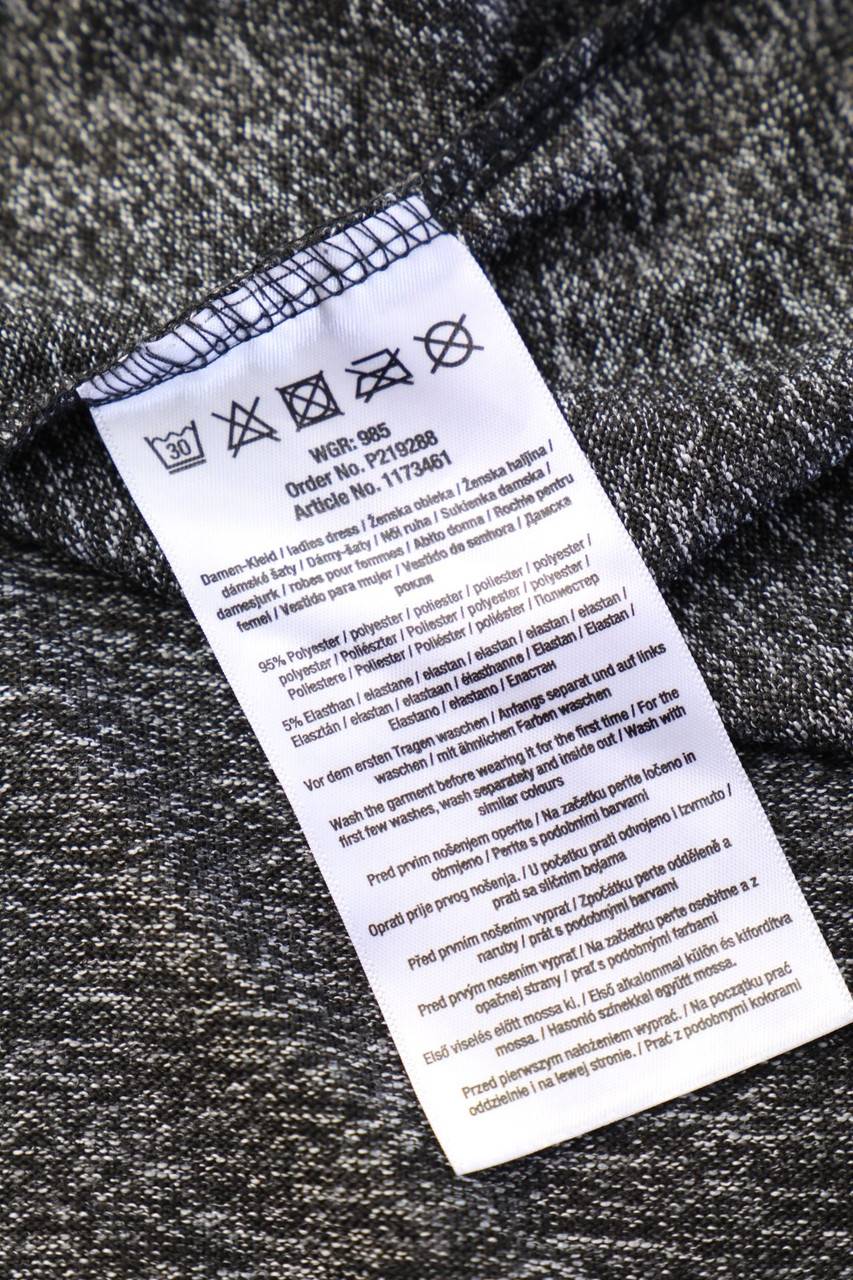 30
WGR: 985
Order No. P219288
Article No. 1173461
Damen-Kleid / ladies dress / Ženska obleka / Ženska haljina /
dámské šaty / Dámy-šaty / Női ruha / Sukienka damska /
damesjurk / robes pour femmes / Abito donna / Rochie pentru
femei / Vestido para mujer / Vestido de senhora / Дамска
рокля
95% Polyester / polyester / poliester / poliester / polyester /
polyester / Poliészter / Poliester / polyester / polyester /
Poliestere / Poliester / Poliéster / poliéster / Полиестер
5% Elasthan / elastane / elastan / elastan / elastan / elastan /
Elasztán / elastan / elastaan / élasthanne / Elastan / Elastan /
Elastano / elastano / Еластан
Vor dem ersten Tragen waschen / Anfangs separat und auf links
waschen / mit ähnlichen Farben waschen
Wash the garment before wearing it for the first time / For the
first few washes, wash separately and inside out / Wash with
similar colours
Pred prvim nošenjem operite / Na začetku perite ločeno in
obrnjeno / Perite s podobnimi barvami
Oprati prije prvog nošenja. / U početku prati odvojeno i izvrnuto /
prati sa sličnim bojama
Před prvním nošením vyprat / Zpočátku perte odděleně a
naruby / prát s podobnými barvami
Pred prvým nosením vyprať / Na začiatku perte osobitne a z
opačnej strany / prať s podobnými farbami
Első viselés előtt mossa ki. / Első alkalommal külön és kifordítva
mossa. / Hasonló színekkel együtt mossa.
Przed pierwszym nałożeniem wyprać. / Na początku prać
oddzielnie i na lewej stronie. / Prać z podobnymi kolorami